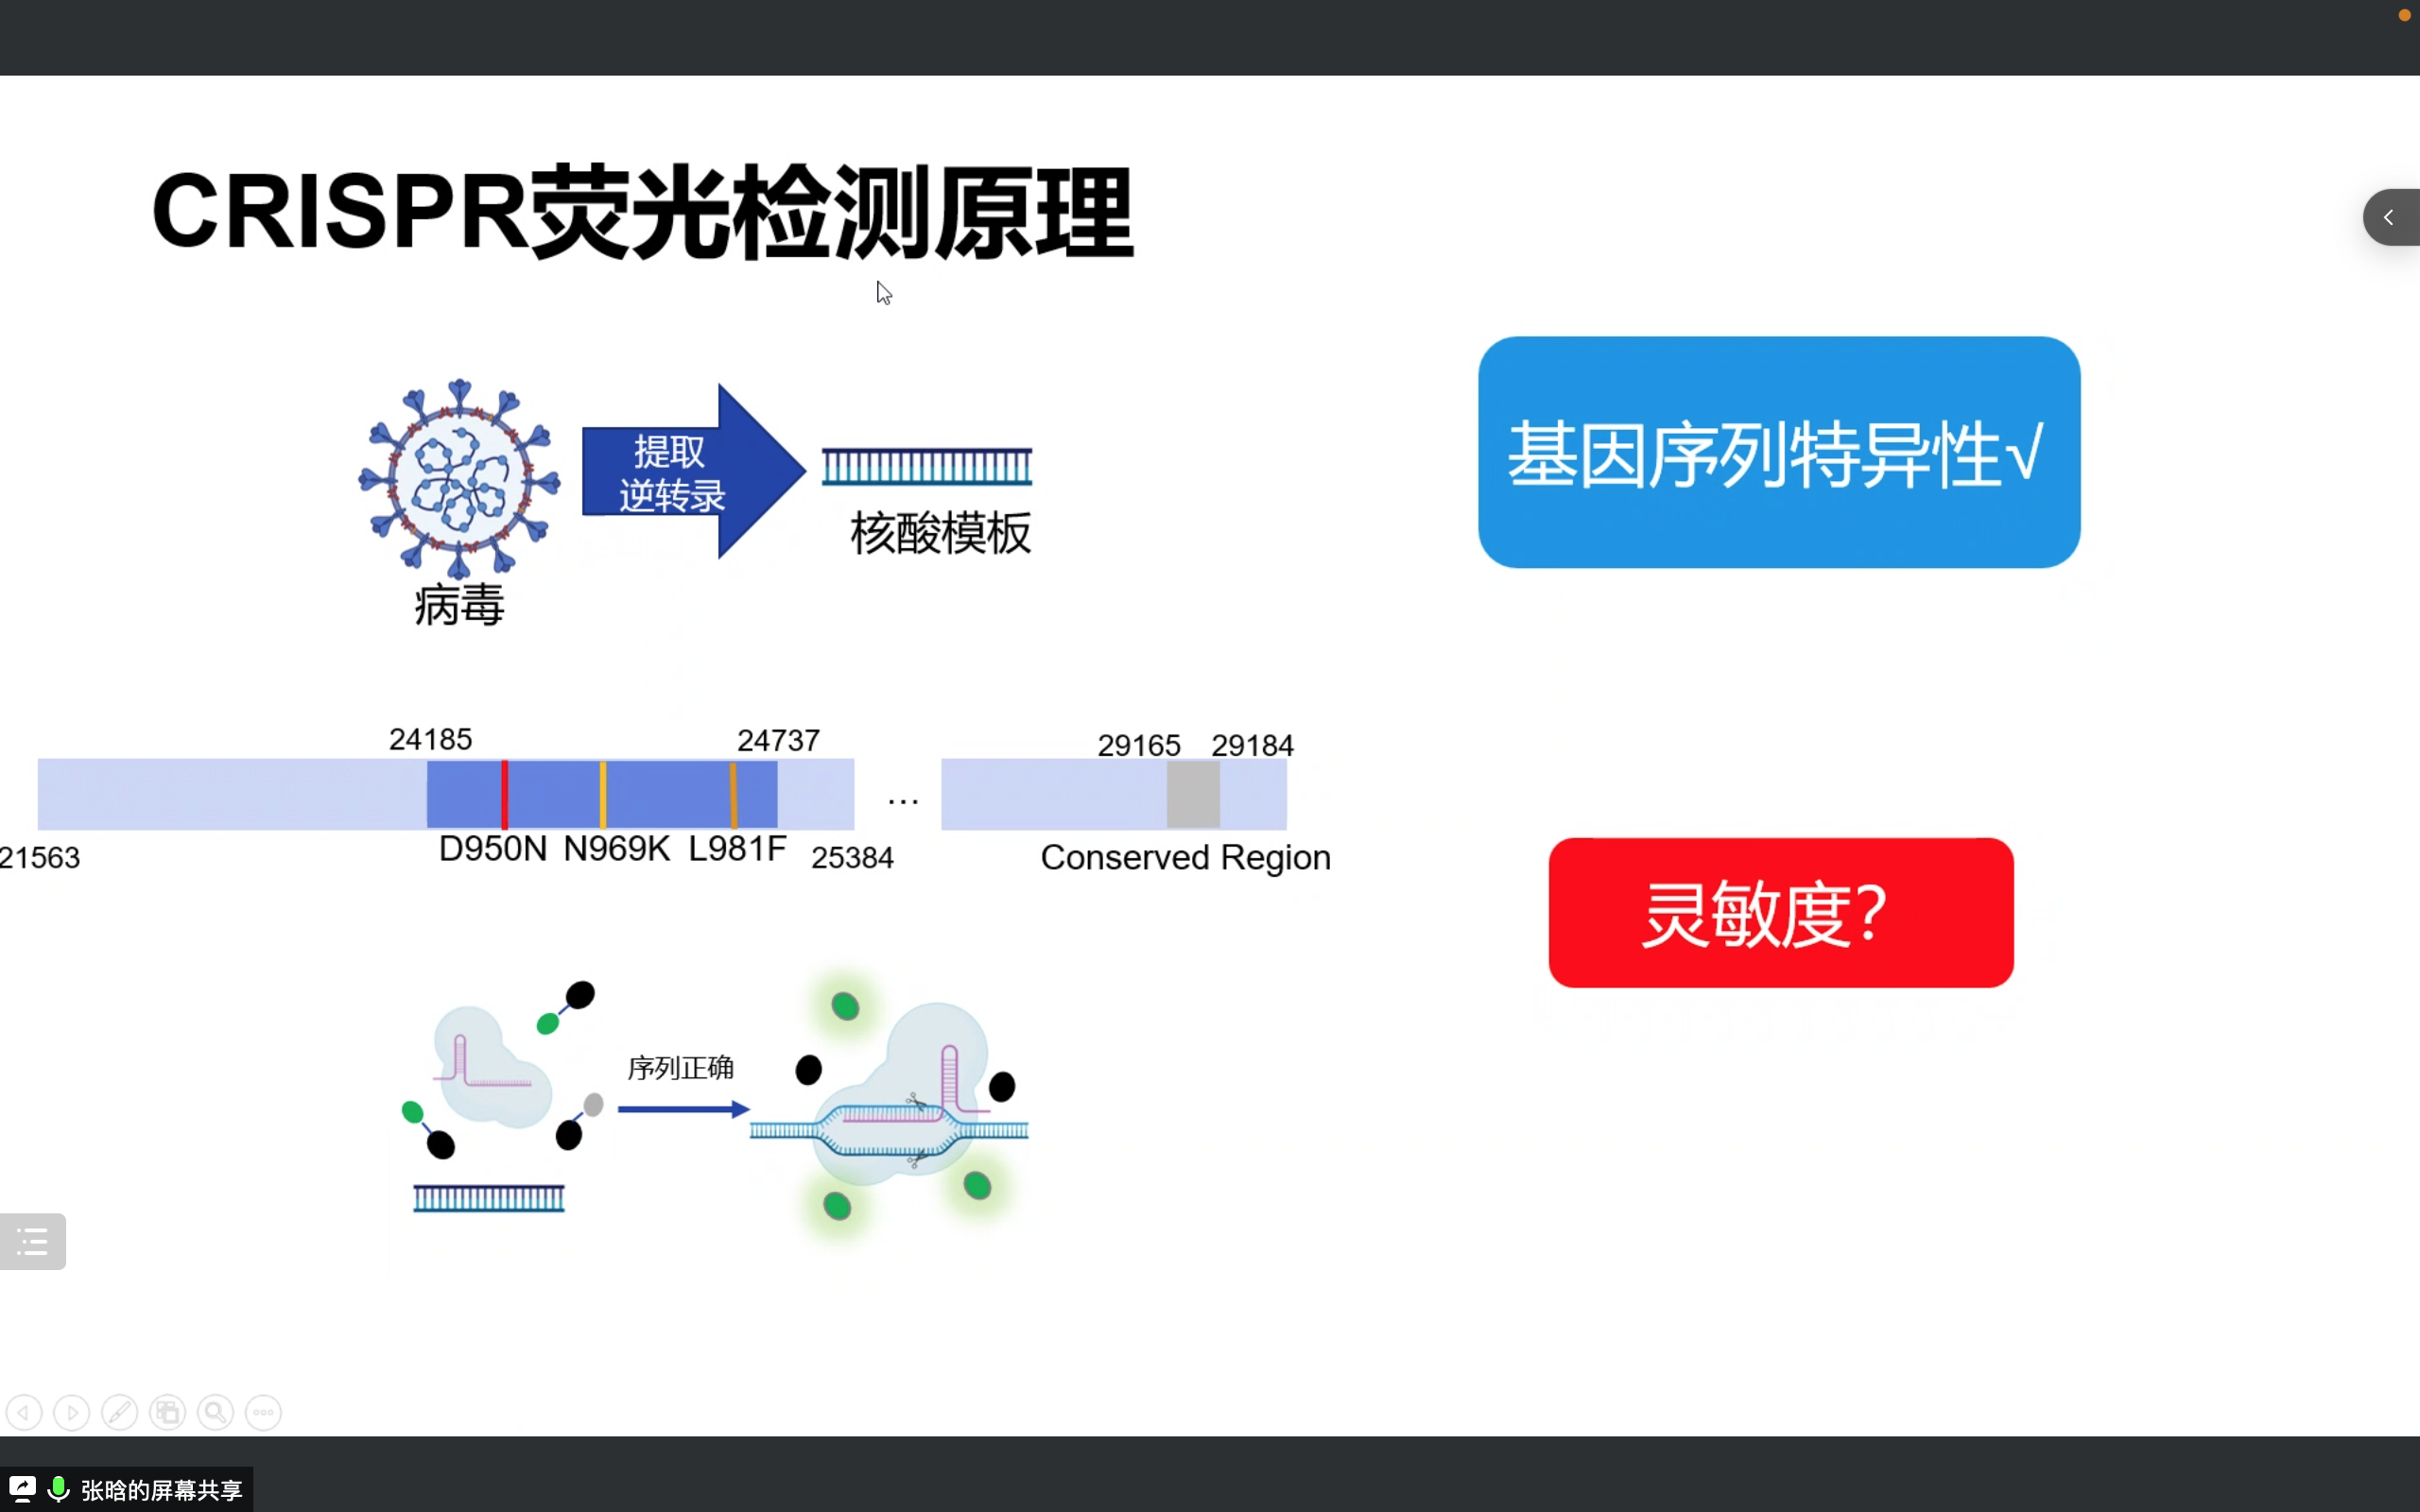 CRISPR荧光检测原理
提取
逆转录
核酸模板
病毒
基因序列特异性√
24185
24737
29165
29184
...
D950N
N969K
L981F
21563
25384
Conserved Region
灵敏度?
序列正确
张晗的屏幕共享